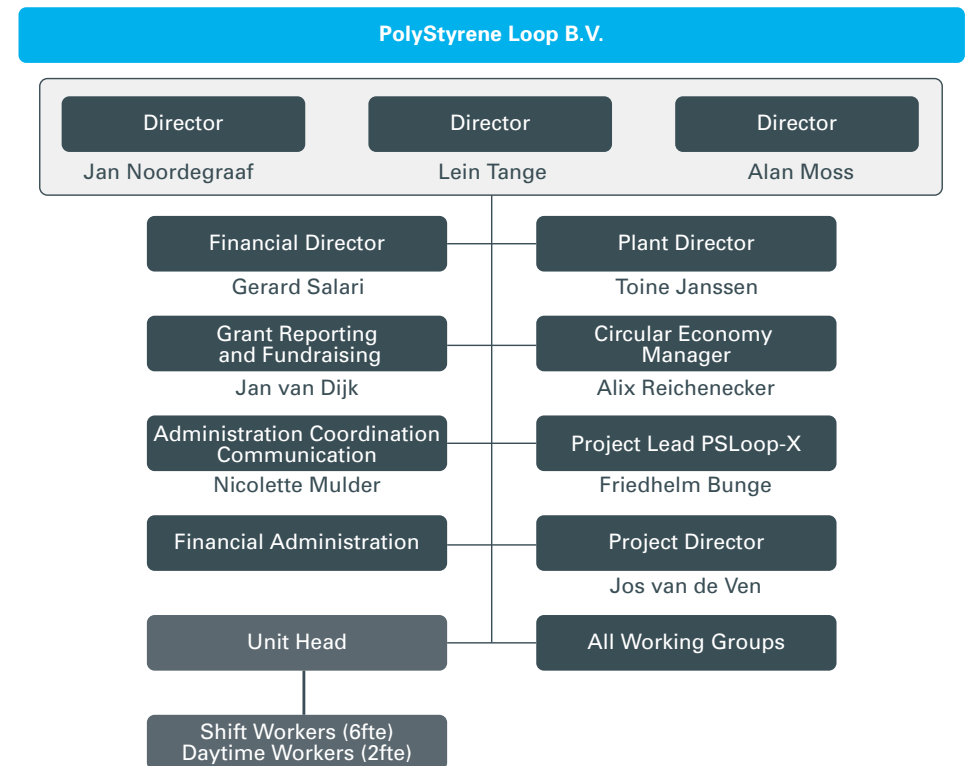 PolyStyrene Loop B.V.
Director
Director
Director
Jan Noordegraaf
Lein Tange
Alan Moss
Financial Director
Plant Director
Gerard Salari
Toine Janssen
Grant Reporting
and Fundraising
Circular Economy
Manager
Jan van Dijk
Alix Reichenecker
Administration Coordination
Communication
Project Lead PSLoop-X
Nicolette Mulder
Friedhelm Bunge
Financial Administration
Project Director
Jos van de Ven
Unit Head
All Working Groups
Shift Workers (6fte)
Daytime Workers (2fte)